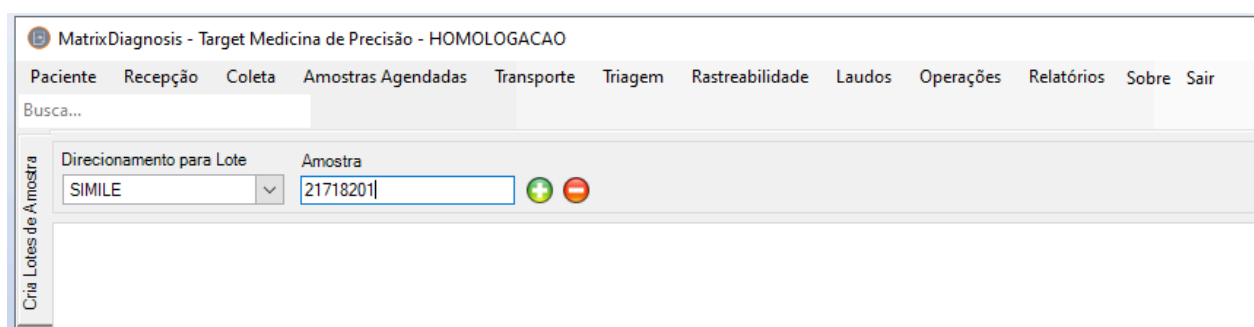 MatrixDiagnosis - Target Medicina de Precisão - HOMOLOGACAO
Paciente Recepção Coleta Amostras Agendadas Transporte Triagem Rastreabilidade Laudos Operações Relatórios Sobre Sair
Busca...
Cria Lotes de Amostra
Direcionamento para Lote Amostra
SIMILE 21718201